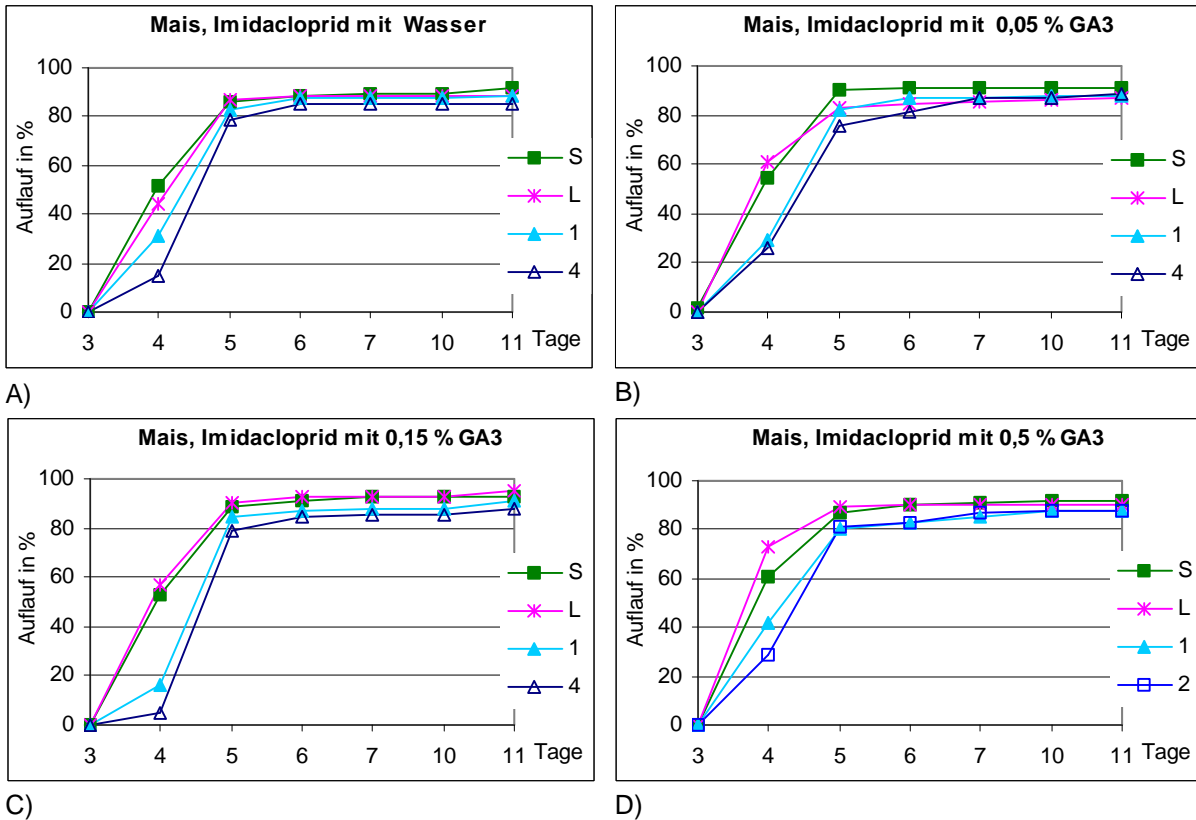 Mais, Imidacloprid mit Wasser
Auflauf in %
100
80
60
40
20
0
3 4 5 6 7 10 11 Tage
S
L
1
4
A)
Mais, Imidacloprid mit 0,05 % GA3
Auflauf in %
100
80
60
40
20
0
3 4 5 6 7 10 11 Tage
S
L
1
4
B)
Mais, Imidacloprid mit 0,15 % GA3
Auflauf in %
100
80
60
40
20
0
3 4 5 6 7 10 11 Tage
S
L
1
4
C)
Mais, Imidacloprid mit 0,5 % GA3
Auflauf in %
100
80
60
40
20
0
3 4 5 6 7 10 11 Tage
S
L
1
2
D)